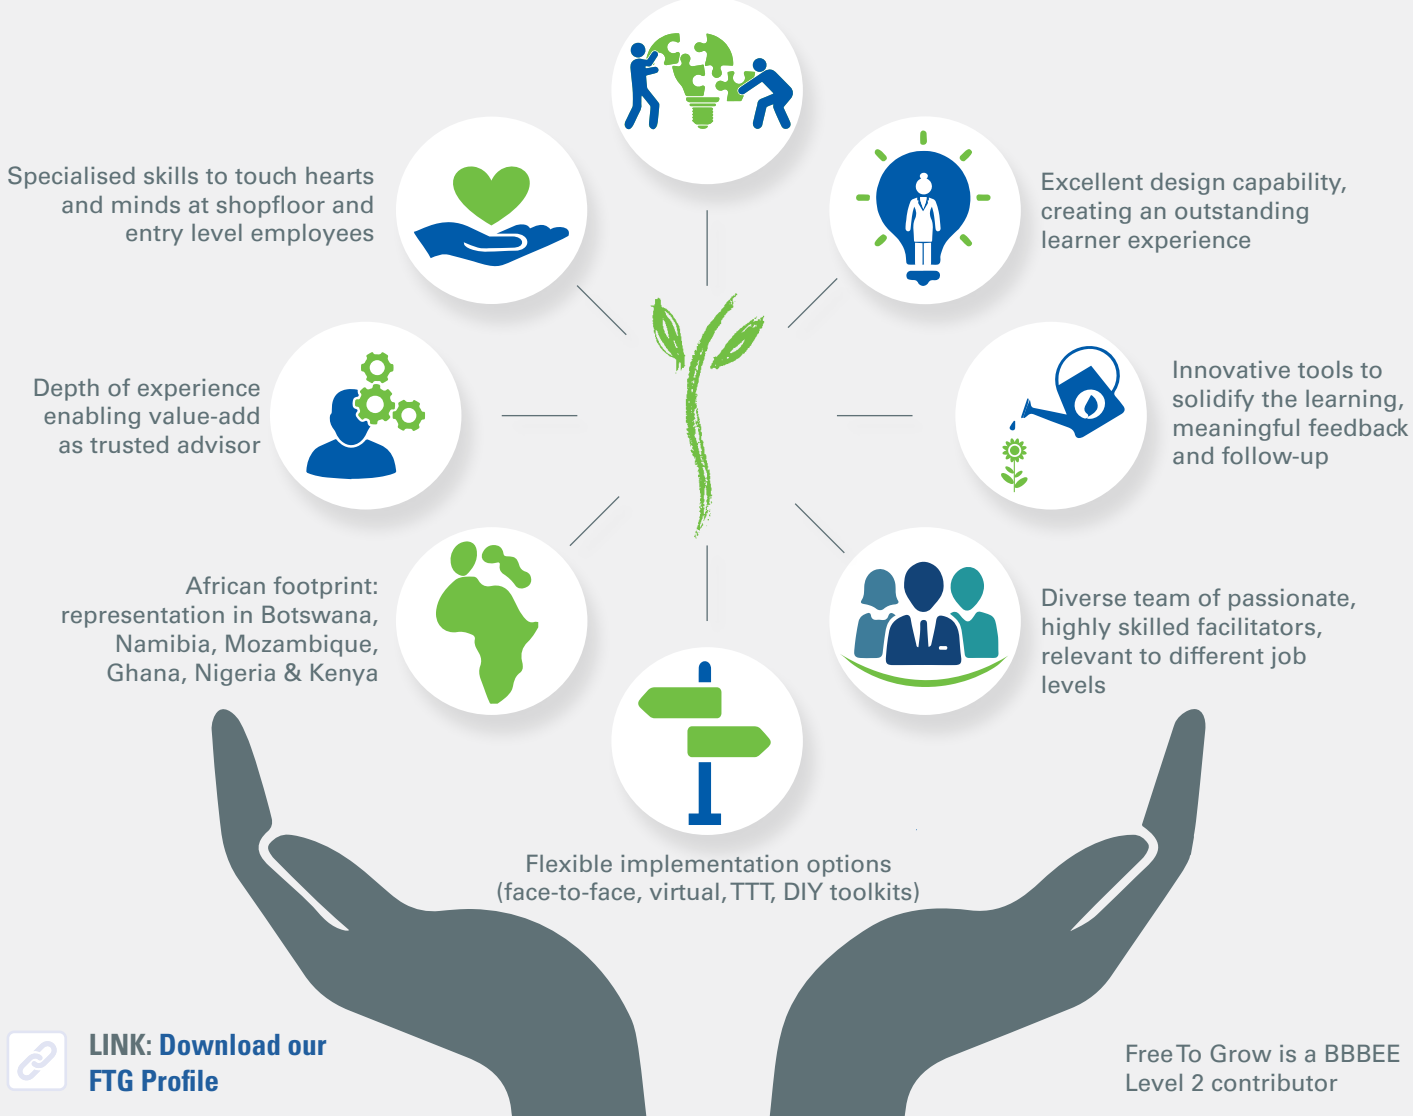 Specialised skills to touch hearts
and minds at shopfloor and
entry level employees
Excellent design capability,
creating an outstanding
learner experience
Depth of experience
enabling value-add
as trusted advisor
Innovative tools to
solidify the learning,
meaningful feedback
and follow-up
African footprint:
representation in Botswana,
Namibia, Mozambique,
Ghana, Nigeria & Kenya
Diverse team of passionate,
highly skilled facilitators,
relevant to different job
levels
Flexible implementation options
(face-to-face, virtual, TTT, DIY toolkits)
LINK: Download our
FTG Profile
Free To Grow is a BBBEE
Level 2 contributor